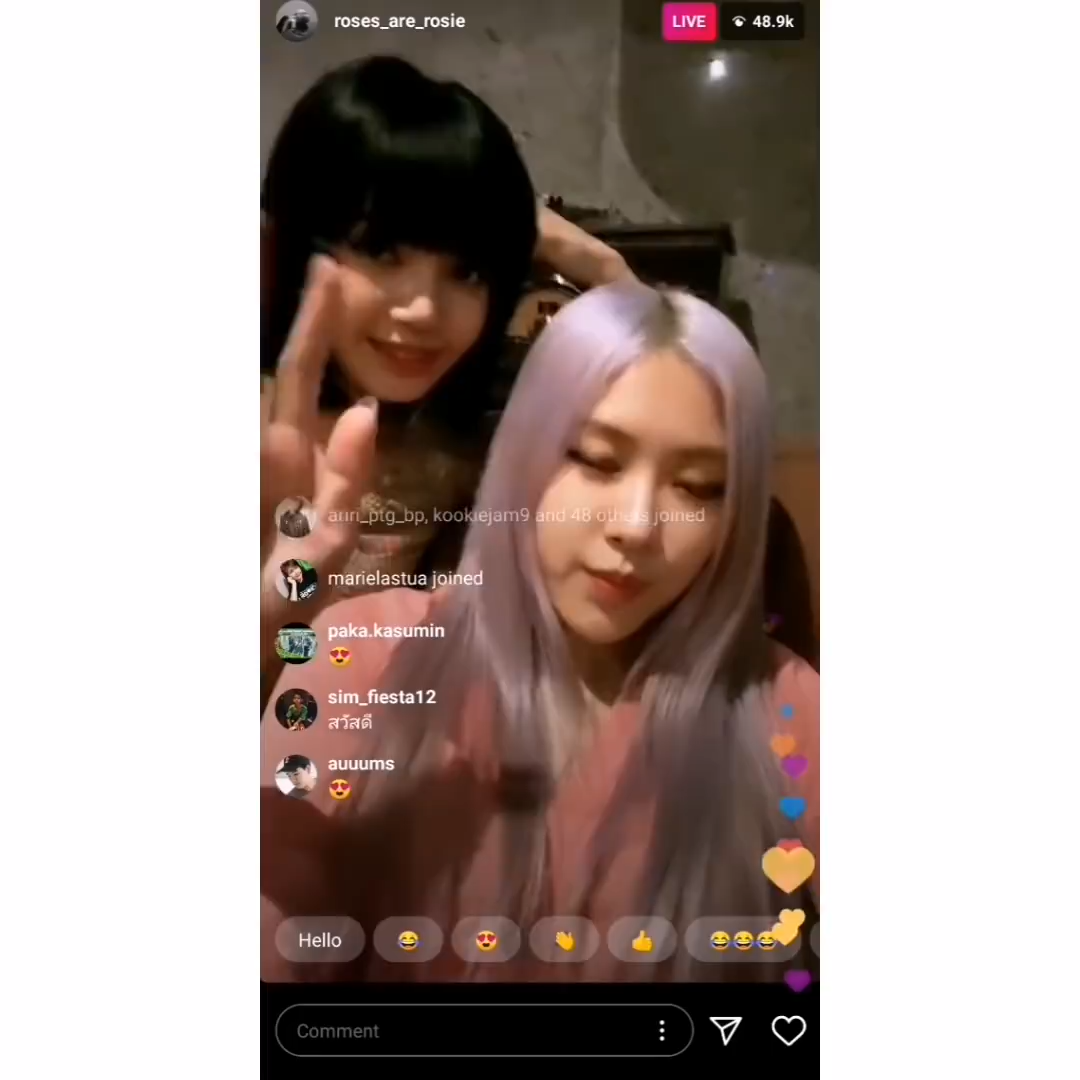 roses_are_rosie
LIVE 48.9k
ariri_ptg_bp, kookiejam9 and 48 others joined
marielastua joined
paka.kasumin
😍
sim_fiesta12
สวัสดี
auuums
😍
Hello 😂 😍 👏 👍 😂😂😂
Comment